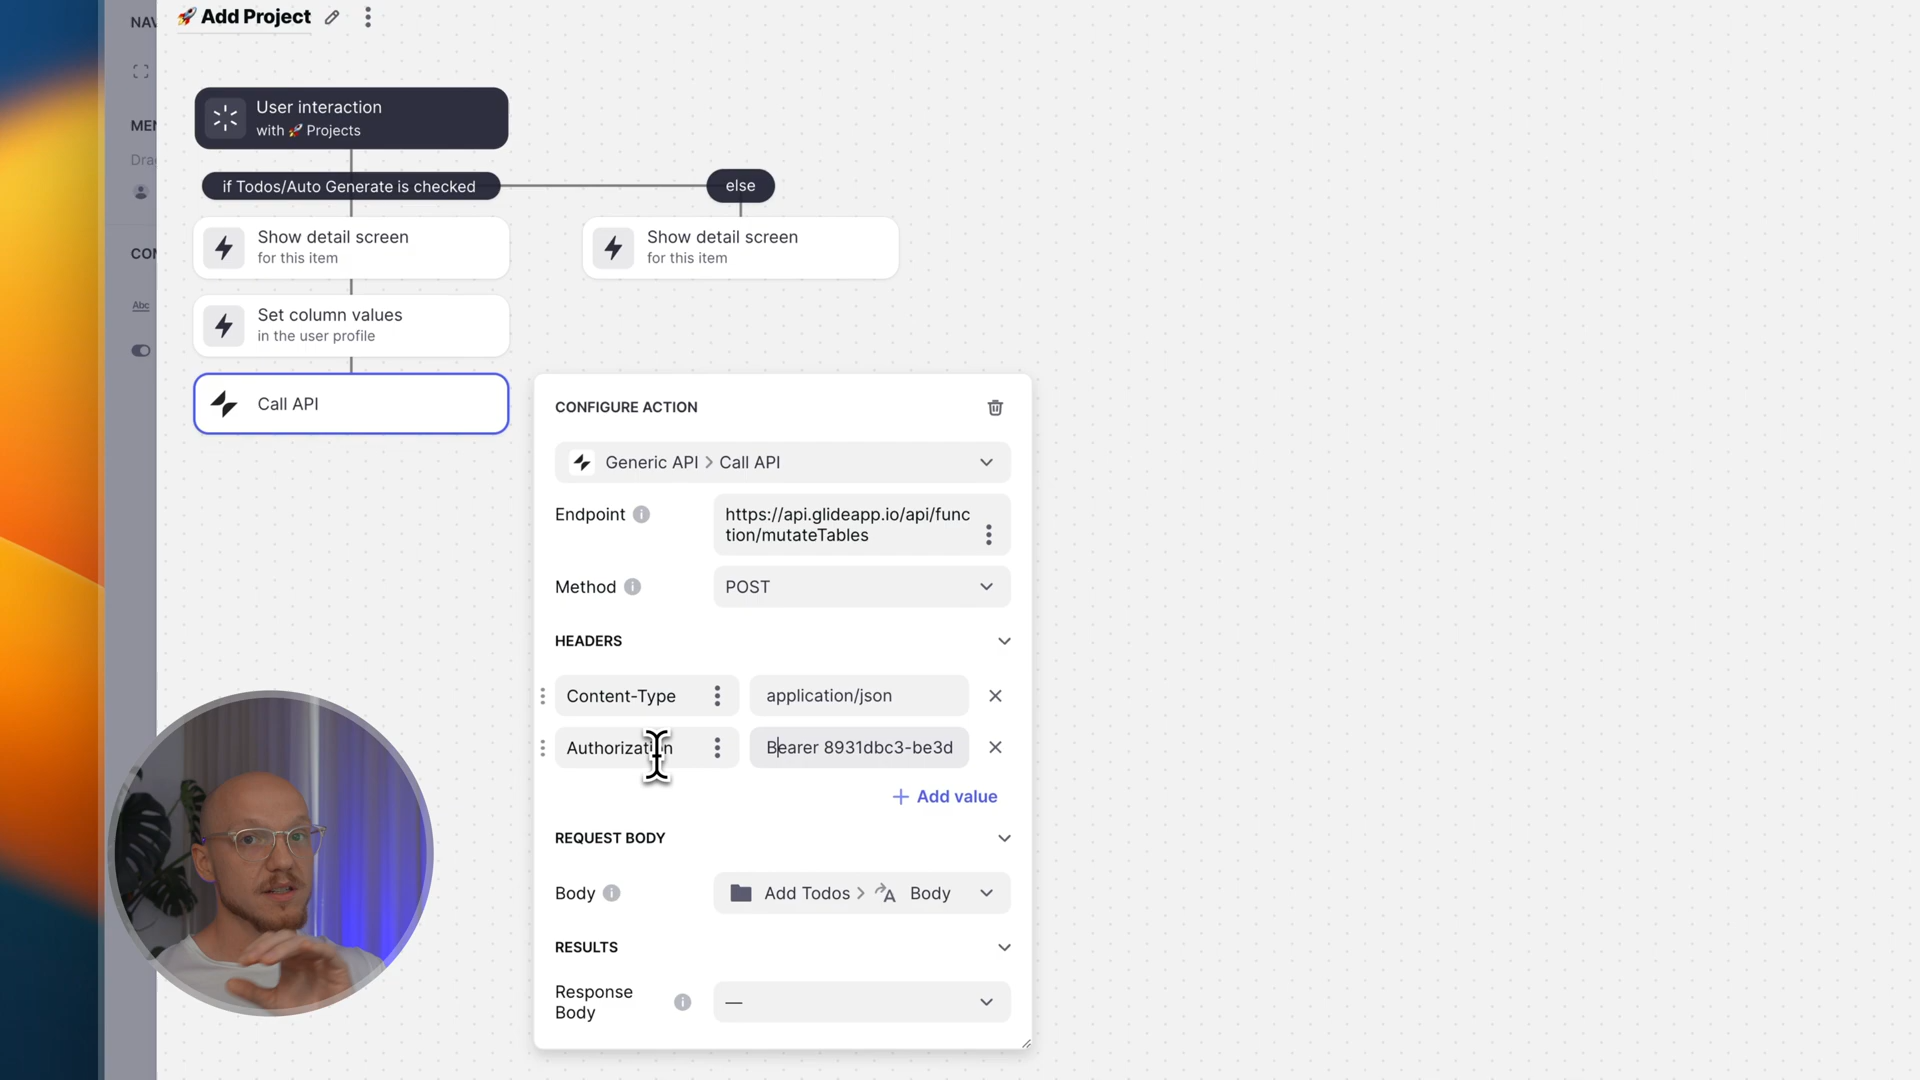 NAV
🚀 Add Project
MEN
Dra
CON
Abc
User interaction
with 🚀 Projects
if Todos/Auto Generate is checked
else
Show detail screen
for this item
Show detail screen
for this item
Set column values
in the user profile
Call API
CONFIGURE ACTION
Generic API > Call API
Endpoint
https://api.glideapp.io/api/func
tion/mutateTables
Method
POST
HEADERS
Content-Type
application/json
Authorization
Bearer 8931dbc3-be3d
+ Add value
REQUEST BODY
Body
Add Todos > Body
RESULTS
Response
Body
—